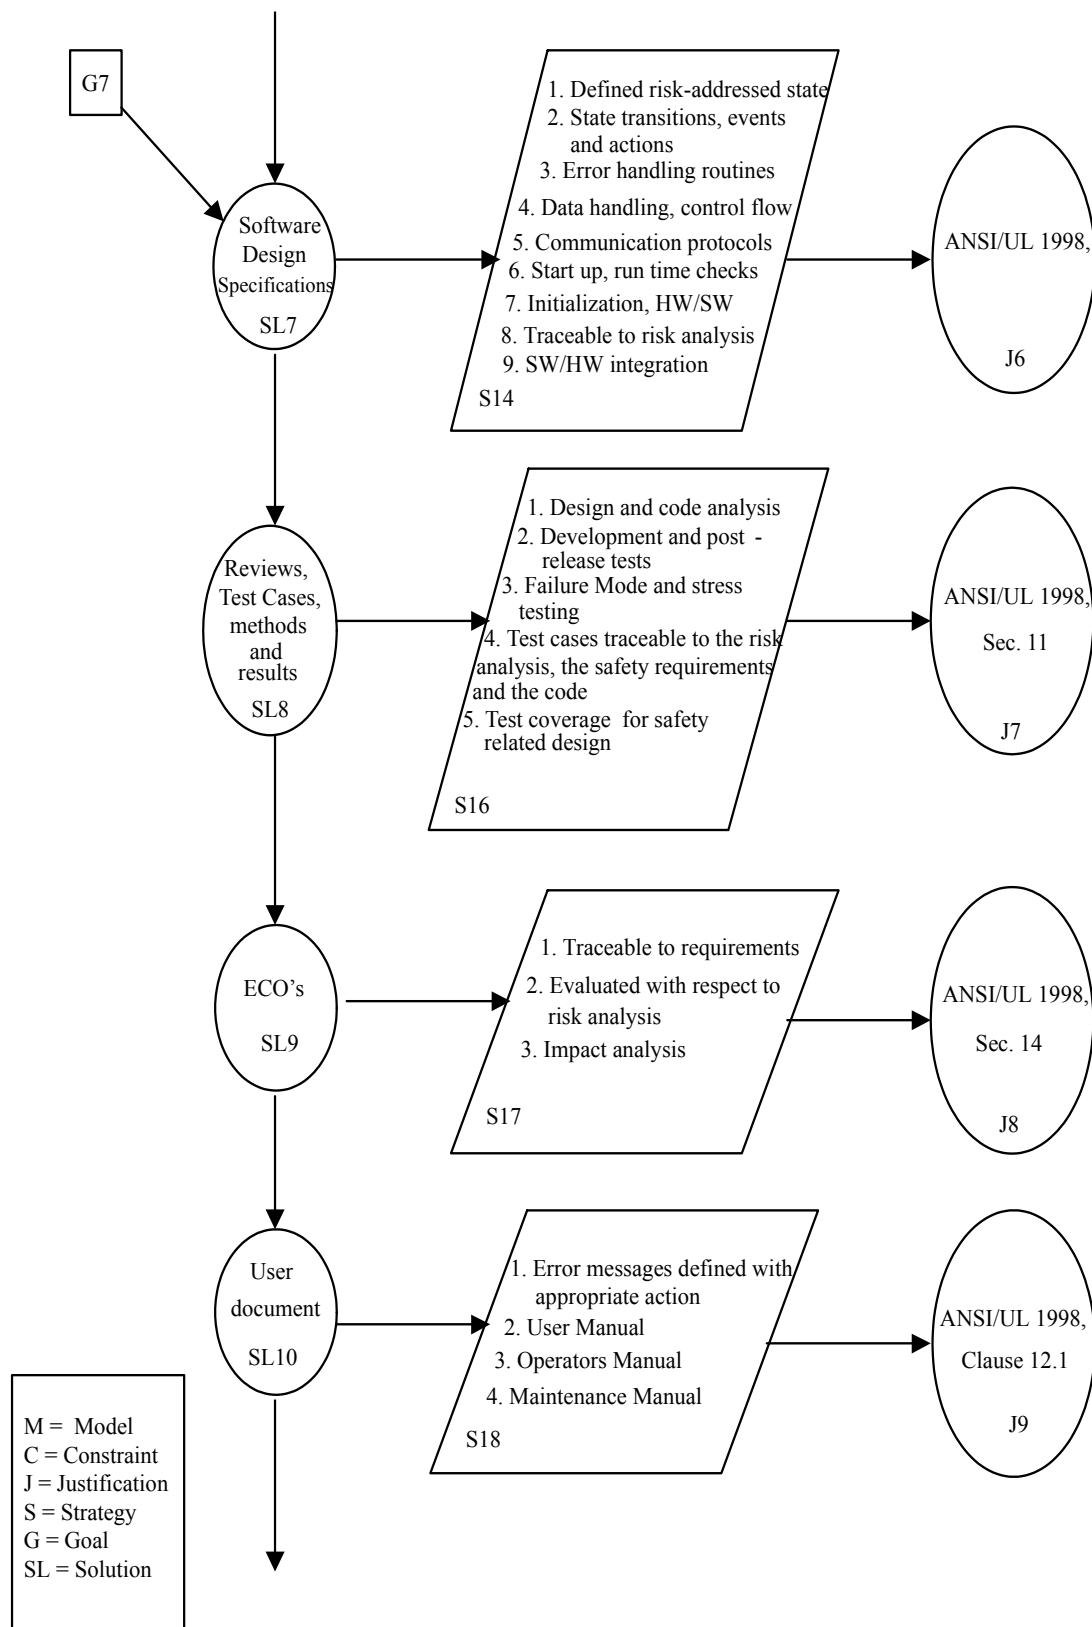 G7
Software
Design
Specifications
SL7
1. Defined risk-addressed state
2. State transitions, events
and actions
3. Error handling routines
4. Data handling, control flow
5. Communication protocols
6. Start up, run time checks
7. Initialization, HW/SW
8. Traceable to risk analysis
9. SW/HW integration
S14
ANSI/UL 1998,
J6
Reviews,
Test Cases,
methods
and
results
SL8
1. Design and code analysis
2. Development and post -
release tests
3. Failure Mode and stress
testing
4. Test cases traceable to the risk
analysis, the safety requirements
and the code
5. Test coverage for safety
related design
S16
ANSI/UL 1998,
Sec. 11
J7
ECO’s
SL9
1. Traceable to requirements
2. Evaluated with respect to
risk analysis
3. Impact analysis
S17
ANSI/UL 1998,
Sec. 14
J8
User
document
SL10
1. Error messages defined with
appropriate action
2. User Manual
3. Operators Manual
4. Maintenance Manual
S18
ANSI/UL 1998,
Clause 12.1
J9
M = Model
C = Constraint
J = Justification
S = Strategy
G = Goal
SL = Solution